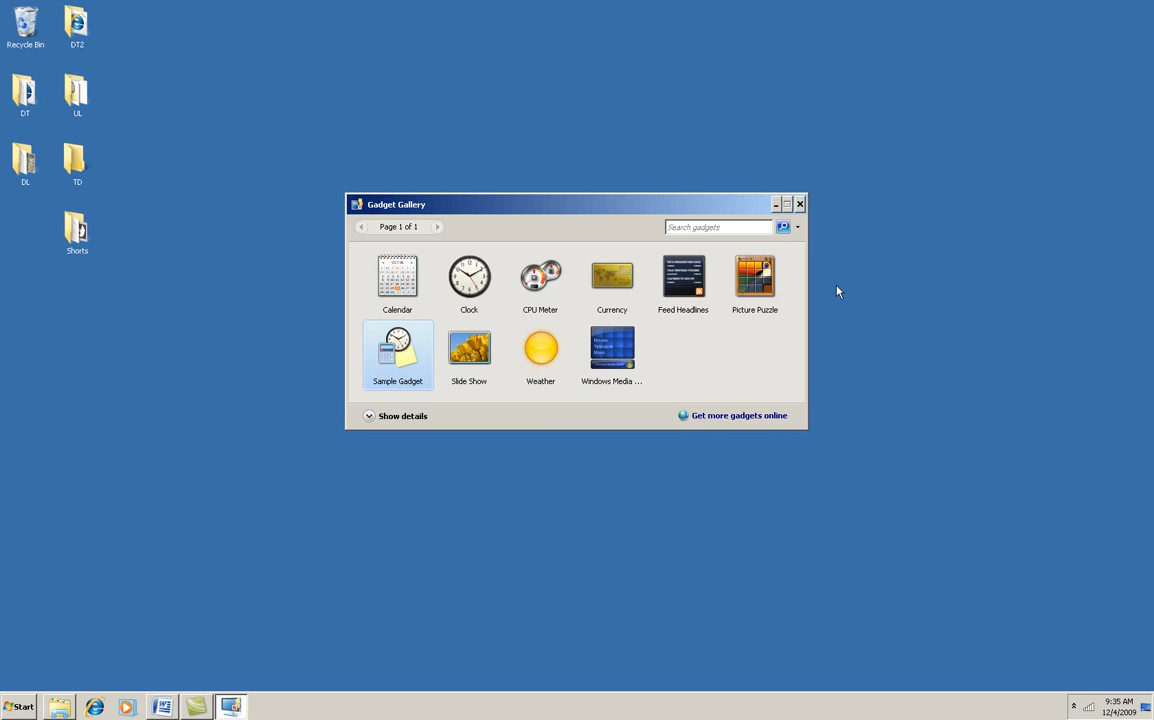 Recycle Bin
DT2
DT
UL
DL
TD
Shorts
Gadget Gallery
Page 1 of 1
Search gadgets
Calendar
Clock
CPU Meter
Currency
Feed Headlines
Picture Puzzle
Sample Gadget
Slide Show
Weather
Windows Media ...
Show details
Get more gadgets online
Start
9:35 AM
12/4/2009